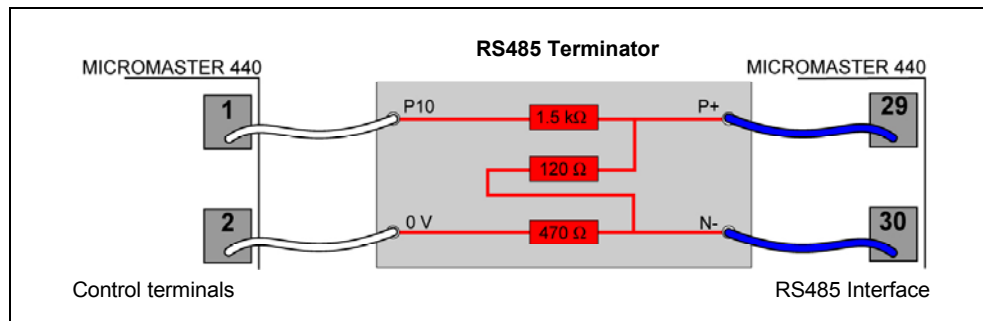 RS485 Terminator
MICROMASTER 440
MICROMASTER 440
1
P10
1.5 kΩ
P+
29
120 Ω
2
0 V
470 Ω
N-
30
Control terminals
RS485 Interface